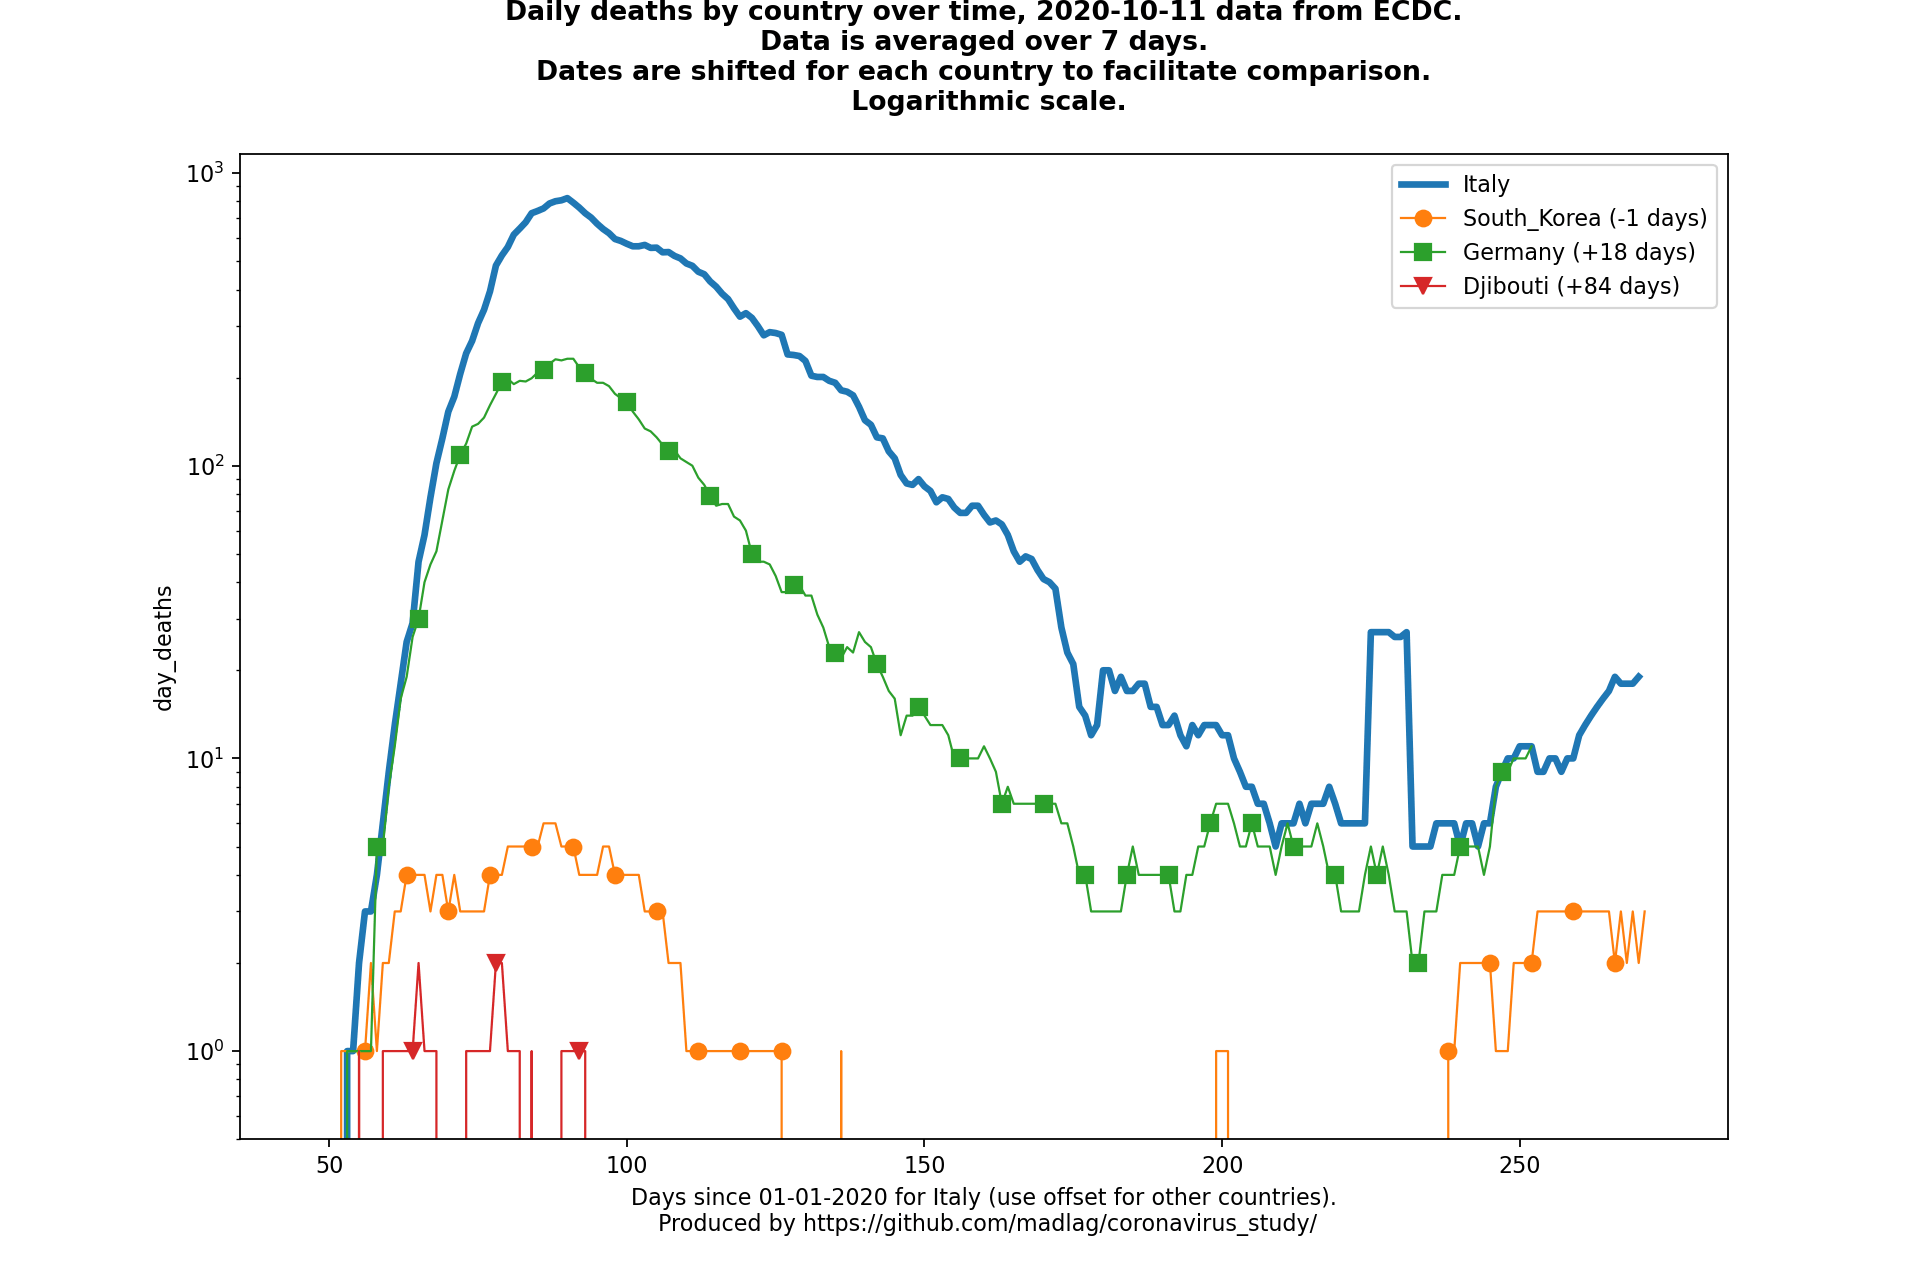 Daily deaths by country over time, 2020-10-11 data from ECDC.
Data is averaged over 7 days.
Dates are shifted for each country to facilitate comparison.
Logarithmic scale.
10³
10²
10¹
10⁰
day_deaths
Italy
South_Korea (-1 days)
Germany (+18 days)
Djibouti (+84 days)
50 100 150 200 250
Days since 01-01-2020 for Italy (use offset for other countries).
Produced by https://github.com/madlag/coronavirus_study/